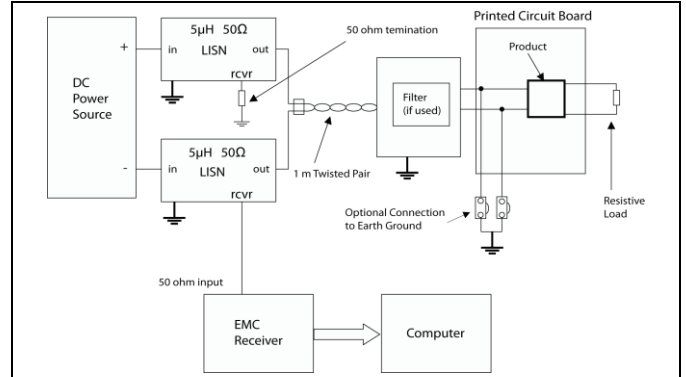 Printed Circuit Board
5µH 50Ω
50 ohm temination
Product
+
in
out
LISN
rcvr
DC
Power
Source
Filter
(if used)
5µH 50Ω
-
in
out
LISN
rcvr
1 m Twisted Pair
Optional Connection
to Earth Ground
Resistive
Load
50 ohm input
EMC
Receiver
Computer